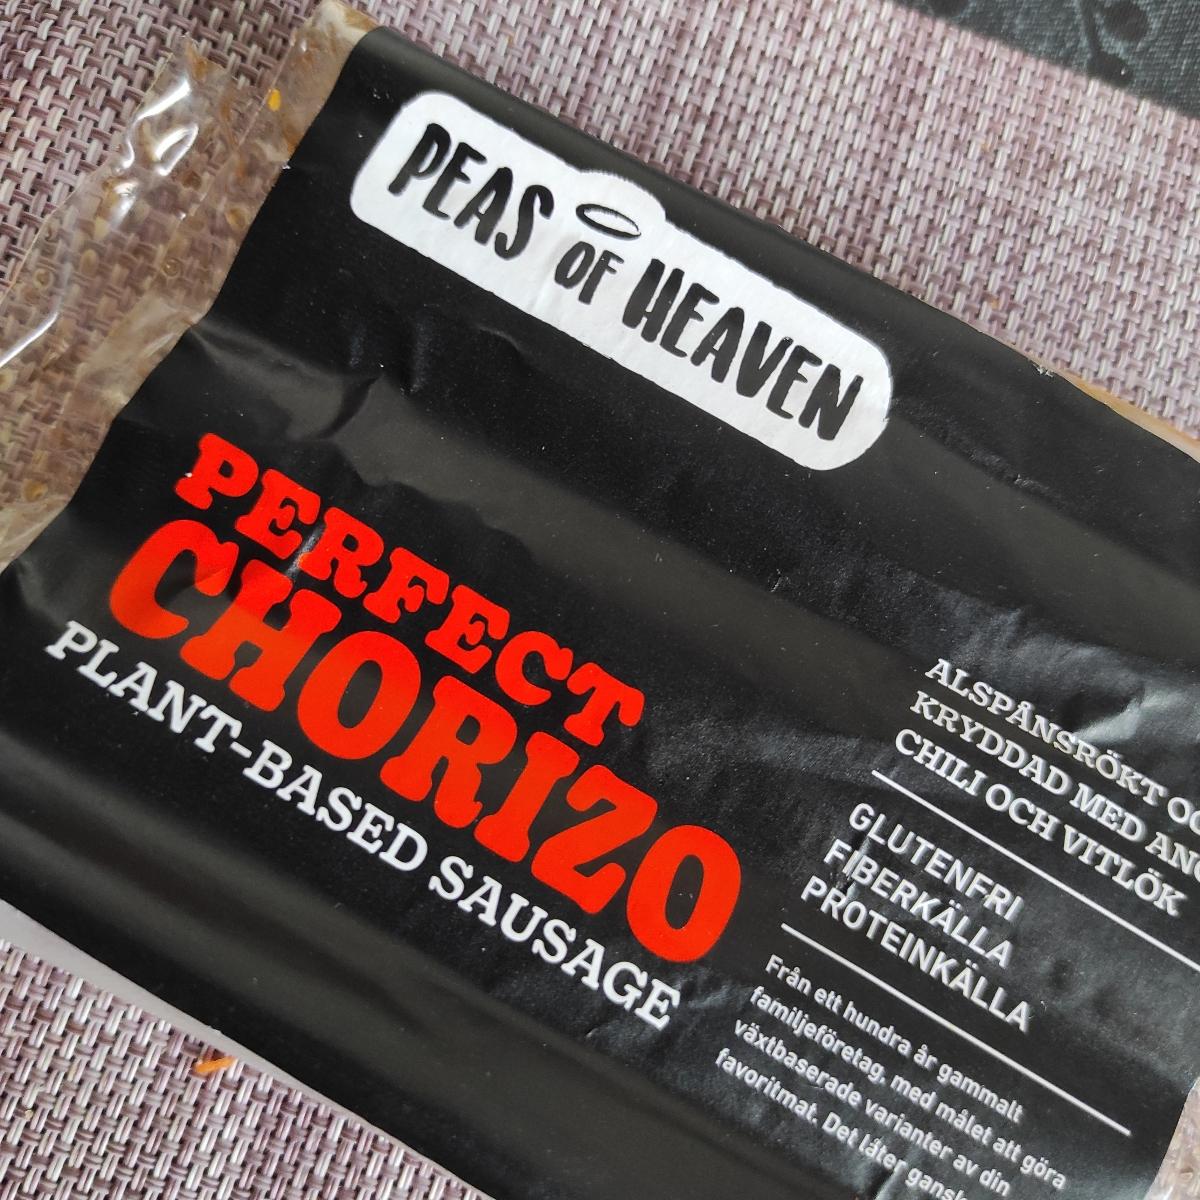 PEAS OF HEAVEN
PERFECT
CHORIZO
PLANT-BASED SAUSAGE
ALSPÅNSRÖKT
KRYDDAD MED
CHILI OCH VITLÖK
GLUTENFRI
FIBERKÄLLA
PROTEINKÄLLA
Från ett hundra år gammalt
familjeföretag, med målet att göra
växtbaserade varianter av din
favoritmat. Det låter